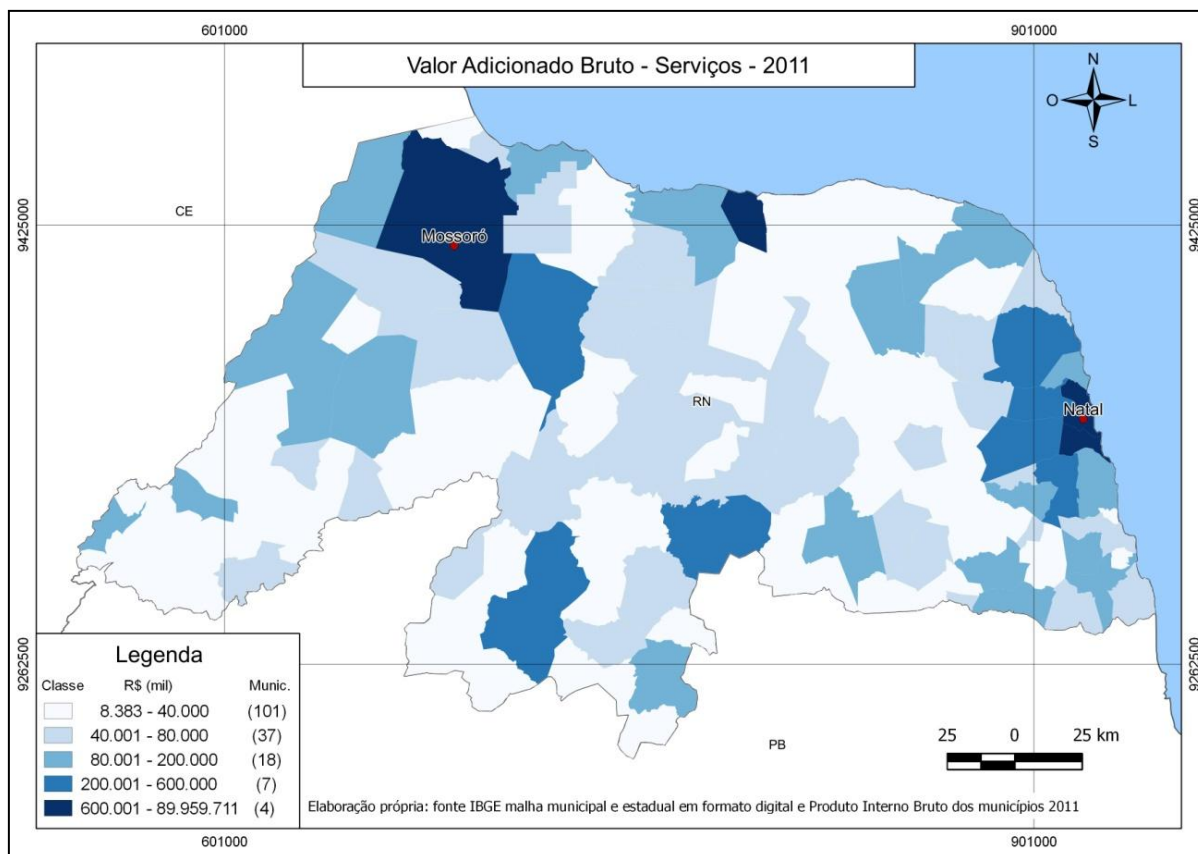 601000
901000
Valor Adicionado Bruto - Serviços - 2011
N
O L
S
CE
9425000
9425000
Mossoró
RN
Natal
9262500
9262500
Legenda
Classe R$ (mil) Munic.
8.383 - 40.000 (101)
40.001 - 80.000 (37)
80.001 - 200.000 (18)
200.001 - 600.000 (7)
600.001 - 89.959.711 (4)
PB
25 0 25 km
Elaboração própria: fonte IBGE malha municipal e estadual em formato digital e Produto Interno Bruto dos municípios 2011
601000
901000